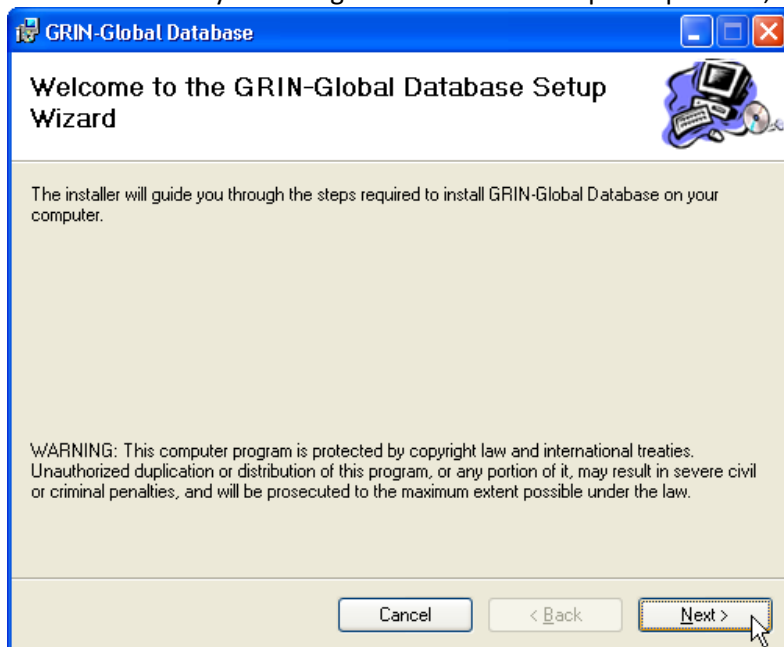 GRIN-Global Database
Welcome to the GRIN-Global Database Setup
Wizard
The installer will guide you through the steps required to install GRIN-Global Database on your
computer.
WARNING: This computer program is protected by copyright law and international treaties.
Unauthorized duplication or distribution of this program, or any portion of it, may result in severe civil
or criminal penalties, and will be prosecuted to the maximum extent possible under the law.
Cancel < Back Next >